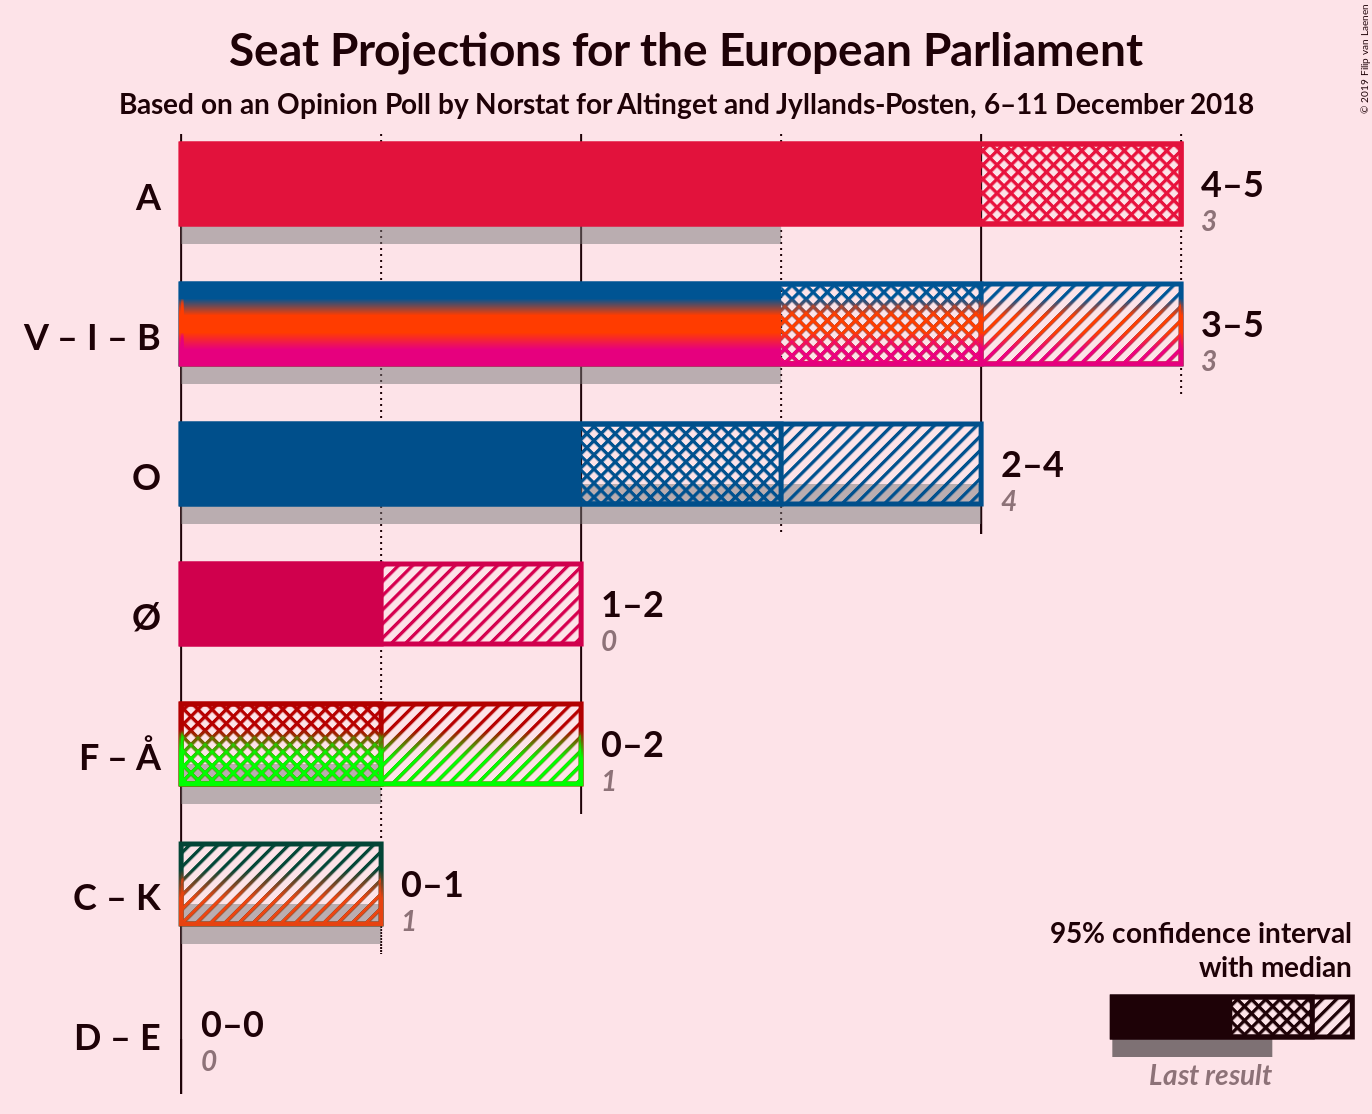 Seat Projections for the European Parliament
Based on an Opinion Poll by Norstat for Altinget and Jyllands-Posten, 6–11 December 2018
© 2019 Filip van Laenen
A
4–5
3
V – I – B
3–5
3
O
2–4
4
Ø
1–2
0
F – Å
0–2
1
C – K
0–1
1
D – E
0–0
0
95% confidence interval
with median
Last result